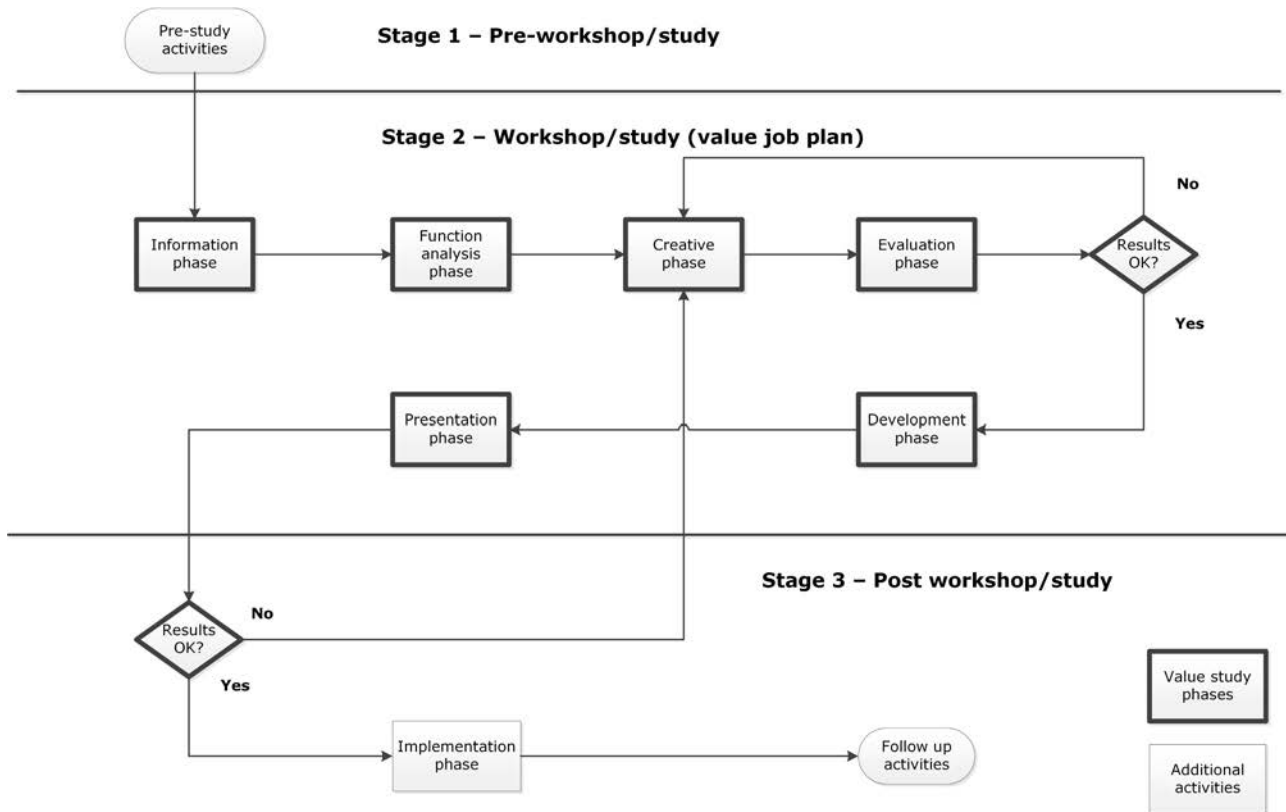 Pre-study
activities
Stage 1 – Pre-workshop/study
Stage 2 – Workshop/study (value job plan)
No
Information
phase
Function
analysis
phase
Creative
phase
Evaluation
phase
Results
OK?
Yes
Presentation
phase
Development
phase
Stage 3 – Post workshop/study
Results
OK?
No
Yes
Value study
phases
Implementation
phase
Follow up
activities
Additional
activities